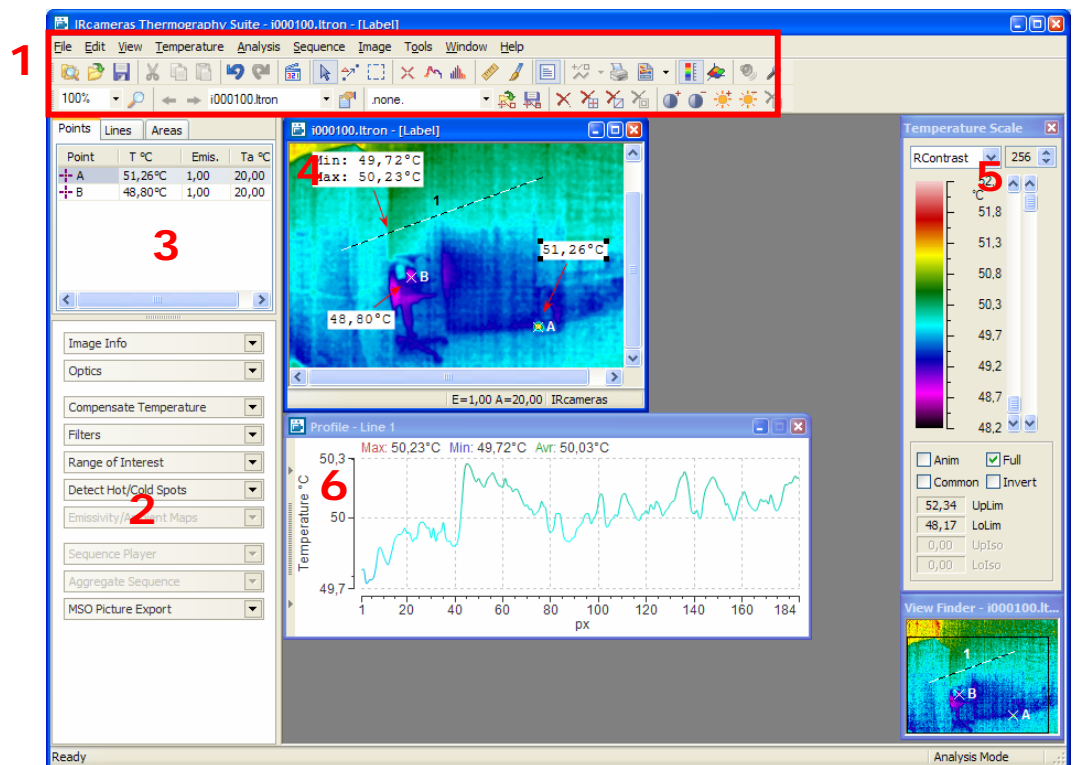 IRcameras Thermography Suite - i000100.ltron - [Label]
1
File Edit View Temperature Analysis Sequence Image Tools Window Help
321
100% i000100.ltron .none.
Points Lines Areas
Point T °C Emis. Ta °C
A 51,26°C 1,00 20,00
B 48,80°C 1,00 20,00
3
Image Info
Optics
Compensate Temperature
Filters
Range of Interest
Detect Hot/Cold Spots
2
Emissivity/Ambient Maps
Sequence Player
Aggregate Sequence
MSO Picture Export
i000100.ltron - [Label]
Min: 49,72°C
Max: 50,23°C
4
1
51,26°C
B
48,80°C
A
E=1,00 A=20,00 IRcameras
Profile - Line 1
Max: 50,23°C Min: 49,72°C Avr: 50,03°C
6
Temperature °C
50,3
50
49,7
1 20 40 60 80 100 120 140 160 184
px
Temperature Scale
RContrast 256
5
°C
51,8
51,3
50,8
50,3
49,7
49,2
48,7
48,2
Anim Full
Common Invert
52,34 UpLim
48,17 LoLim
0,00 UpIso
0,00 LoIso
View Finder - i000100.lt...
1
B
A
Ready Analysis Mode